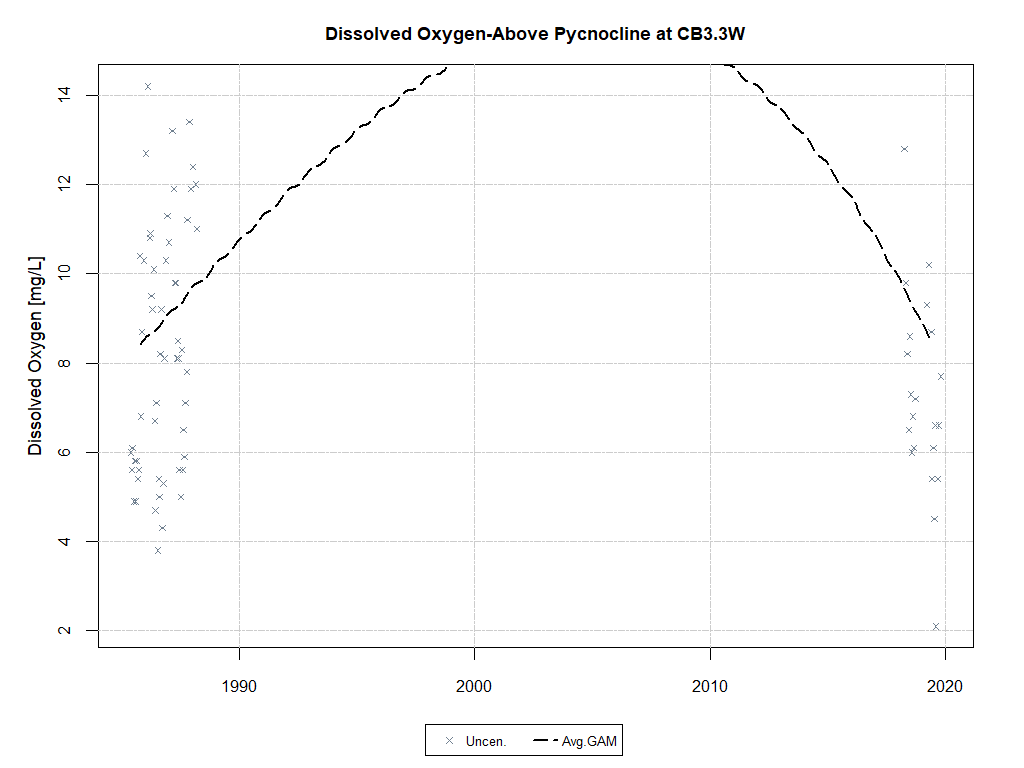 Dissolved Oxygen-Above Pycnocline at CB3.3W
Dissolved Oxygen [mg/L]
14
12
10
8
6
4
2
1990 2000 2010 2020
Uncen. Avg.GAM